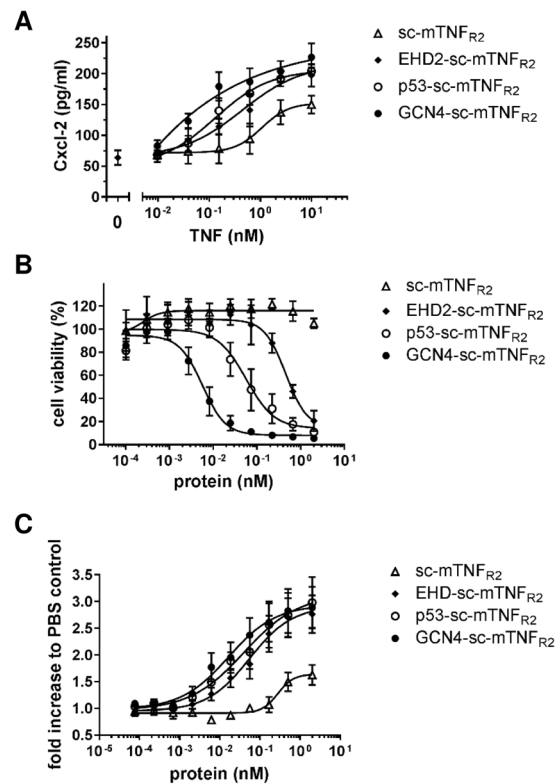 A
Cxcl-2 (pg/ml)
250
200
150
100
50
0
0
10-2
10-1
100
101
TNF (nM)
sc-mTNFR2
EHD2-sc-mTNFR2
p53-sc-mTNFR2
GCN4-sc-mTNFR2
B
cell viability (%)
120
100
80
60
40
20
0
10-4
10-3
10-2
10-1
100
101
protein (nM)
sc-mTNFR2
EHD2-sc-mTNFR2
p53-sc-mTNFR2
GCN4-sc-mTNFR2
C
fold increase to PBS control
3.5
3.0
2.5
2.0
1.5
1.0
0.5
10-5
10-4
10-3
10-2
10-1
100
101
protein (nM)
sc-mTNFR2
EHD-sc-mTNFR2
p53-sc-mTNFR2
GCN4-sc-mTNFR2